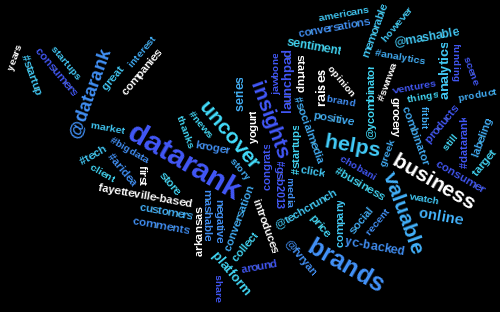 americans
conversations
memorable
however
@mashable
sentiment
#analytics
years
#startup
consumers
startups
great
interest
companies
@datarank
jawbone
launchpad
startup
raises
opinion
#swnwa
@ycombinator
analytics
funding
scene
series
uncover
insights
yogurt
brand
#socialmedia
positive
grocery
ventures
things
fitbit
product
products
market
#bigdata
thanks
#news
datarank
kroger
helps
combinator
still
#datarank
labeling
target
#tech
#aridea
client
first
store
story
congrats
#gsb2013
#startups
#click
chobani
greek
business
consumer
fayetteville-based
#business
valuable
watch
media
customers
comments
arkansas
mashable
negative
conversation
introduces
@techcrunch
price
company
social
recent
online
collect
platform
around
@fvryan
brands
yc-backed
share